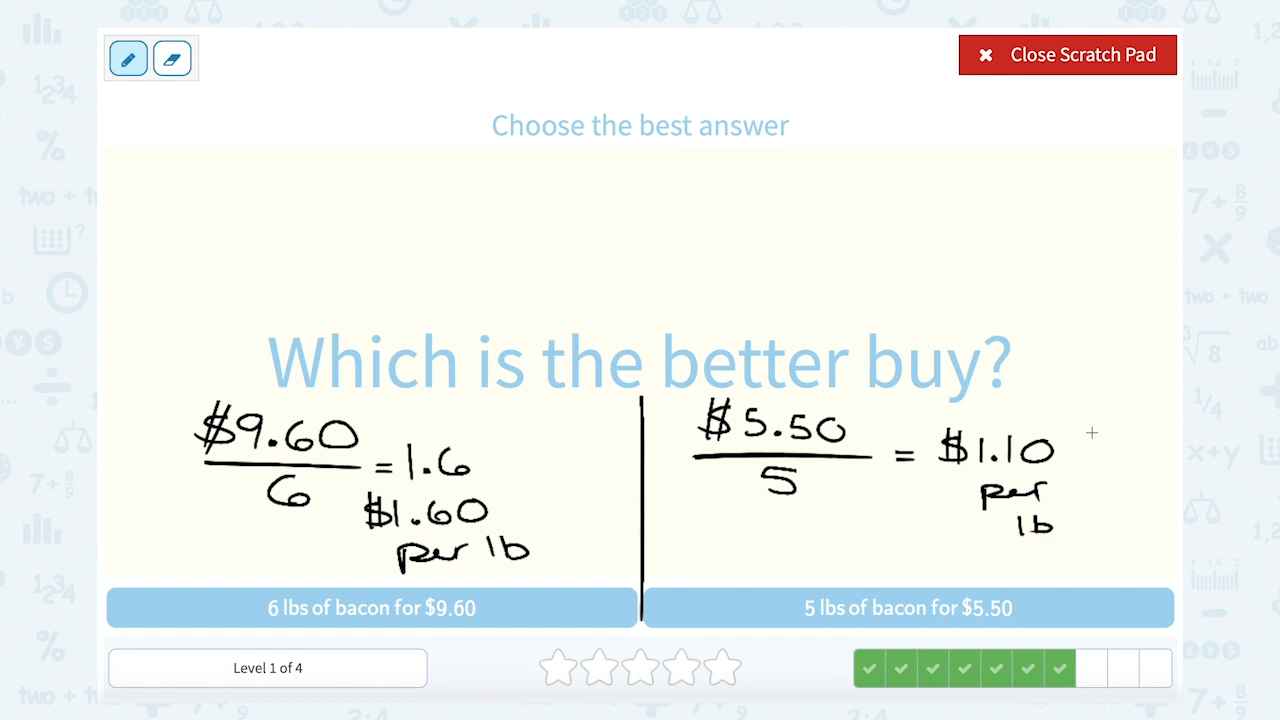 Close Scratch Pad
Choose the best answer
Which is the better buy?
$9.60
6
= 1.6
$1.60
per lb
$5.50
5
= $1.10
per
lb
6 lbs of bacon for $9.60
5 lbs of bacon for $5.50
Level 1 of 4